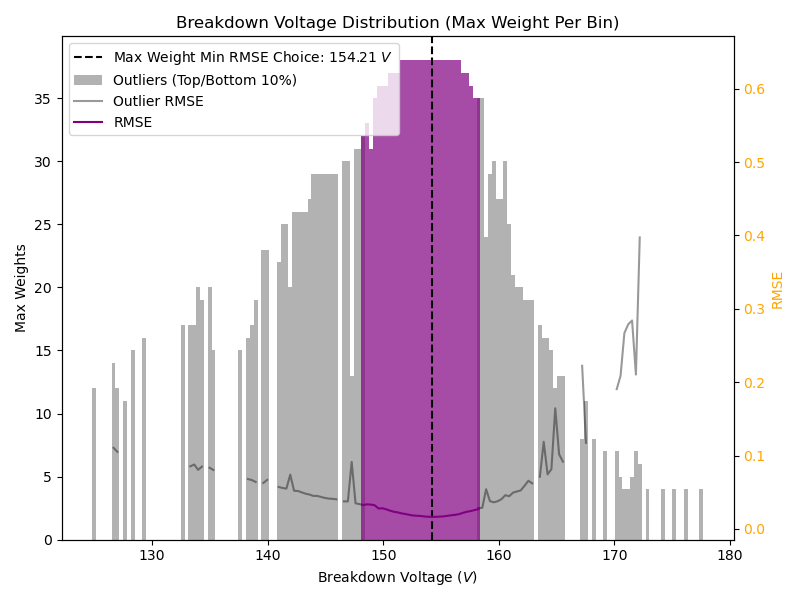 Breakdown Voltage Distribution (Max Weight Per Bin)
Max Weight Min RMSE Choice: 154.21 V
Outliers (Top/Bottom 10%)
Outlier RMSE
RMSE
Max Weights
0
5
10
15
20
25
30
35
RMSE
0.0
0.1
0.2
0.3
0.4
0.5
0.6
130
140
150
160
170
180
Breakdown Voltage (V)